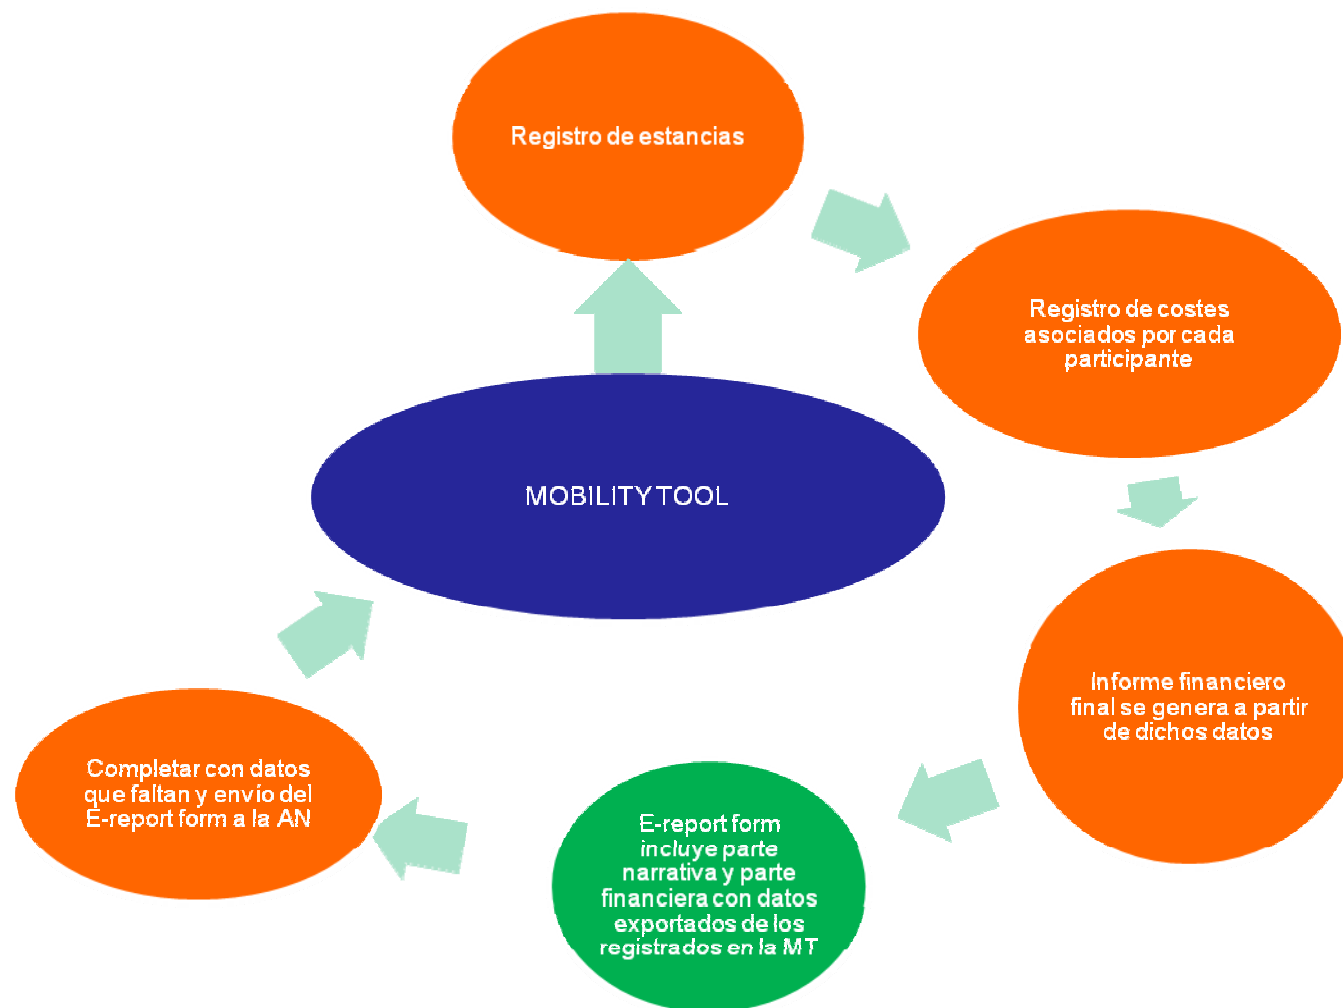 Registro de estancias
Registro de costes
asociados por cada
participante
MOBILITY TOOL
Informe financiero
final se genera a partir
de dichos datos
E-report form
incluye parte
narrativa y parte
financiera con datos
exportados de los
registrados en la MT
Completar con datos
que faltan y envío del
E-report form a la AN